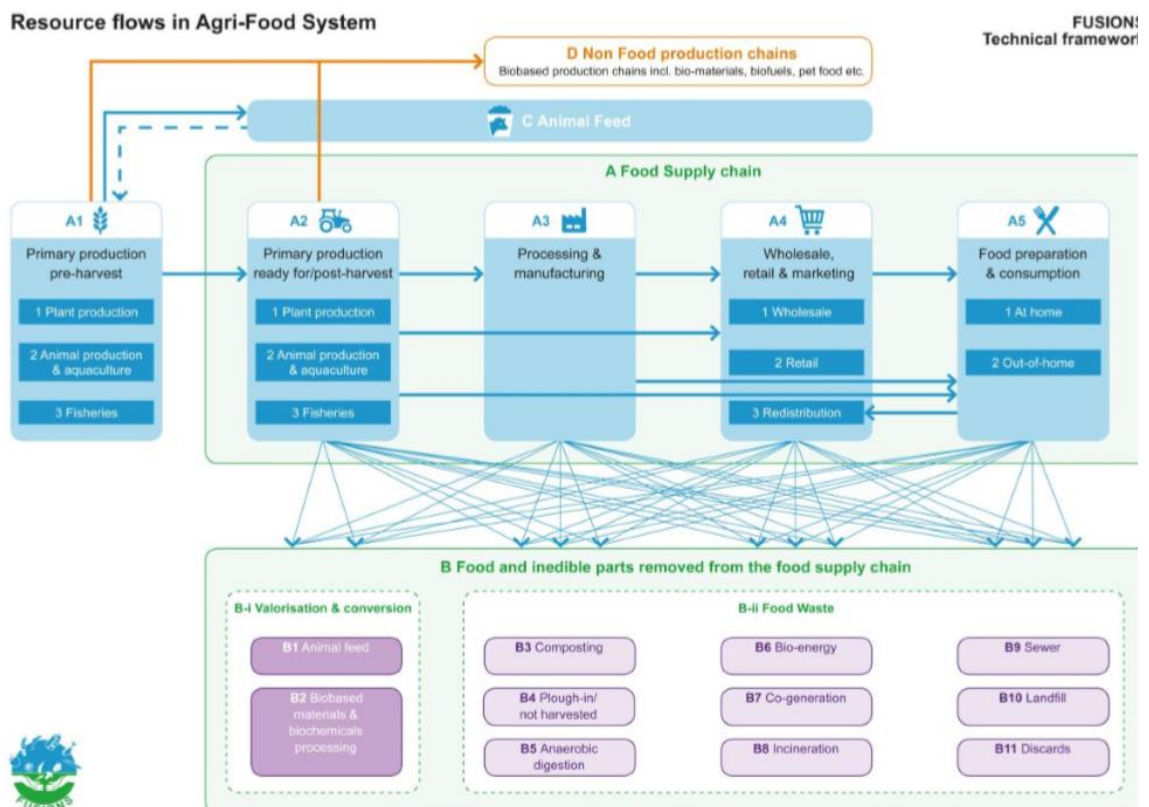 Resource flows in Agri-Food System
FUSIONS
Technical framework
D Non Food production chains
Biobased production chains incl. bio-materials, biofuels, pet food etc.
C Animal Feed
A Food Supply chain
A1
Primary production
pre-harvest
1 Plant production
2 Animal production
& aquaculture
3 Fisheries
A2
Primary production
ready for/post-harvest
1 Plant production
2 Animal production
& aquaculture
3 Fisheries
A3
Processing &
manufacturing
A4
Wholesale,
retail & marketing
1 Wholesale
2 Retail
3 Redistribution
A5
Food preparation
& consumption
1 At home
2 Out-of-home
B Food and inedible parts removed from the food supply chain
B-i Valorisation & conversion
B1 Animal feed
B2 Biobased
materials &
biochemicals
processing
B-ii Food Waste
B3 Composting
B4 Plough-in/
not harvested
B5 Anaerobic
digestion
B6 Bio-energy
B7 Co-generation
B8 Incineration
B9 Sewer
B10 Landfill
B11 Discards
FUSIONS